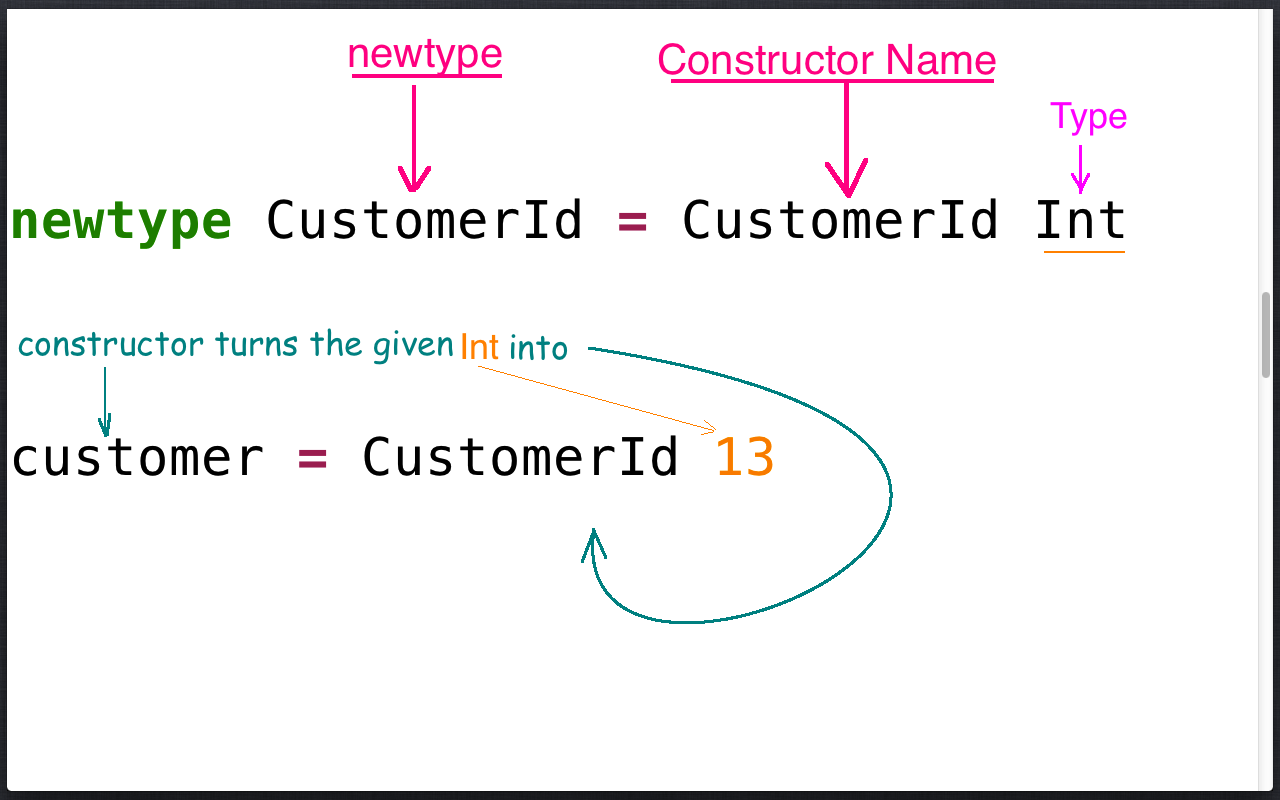 newtype Constructor Name
Type
newtype CustomerId = CustomerId Int
constructor turns the given Int into
customer = CustomerId 13